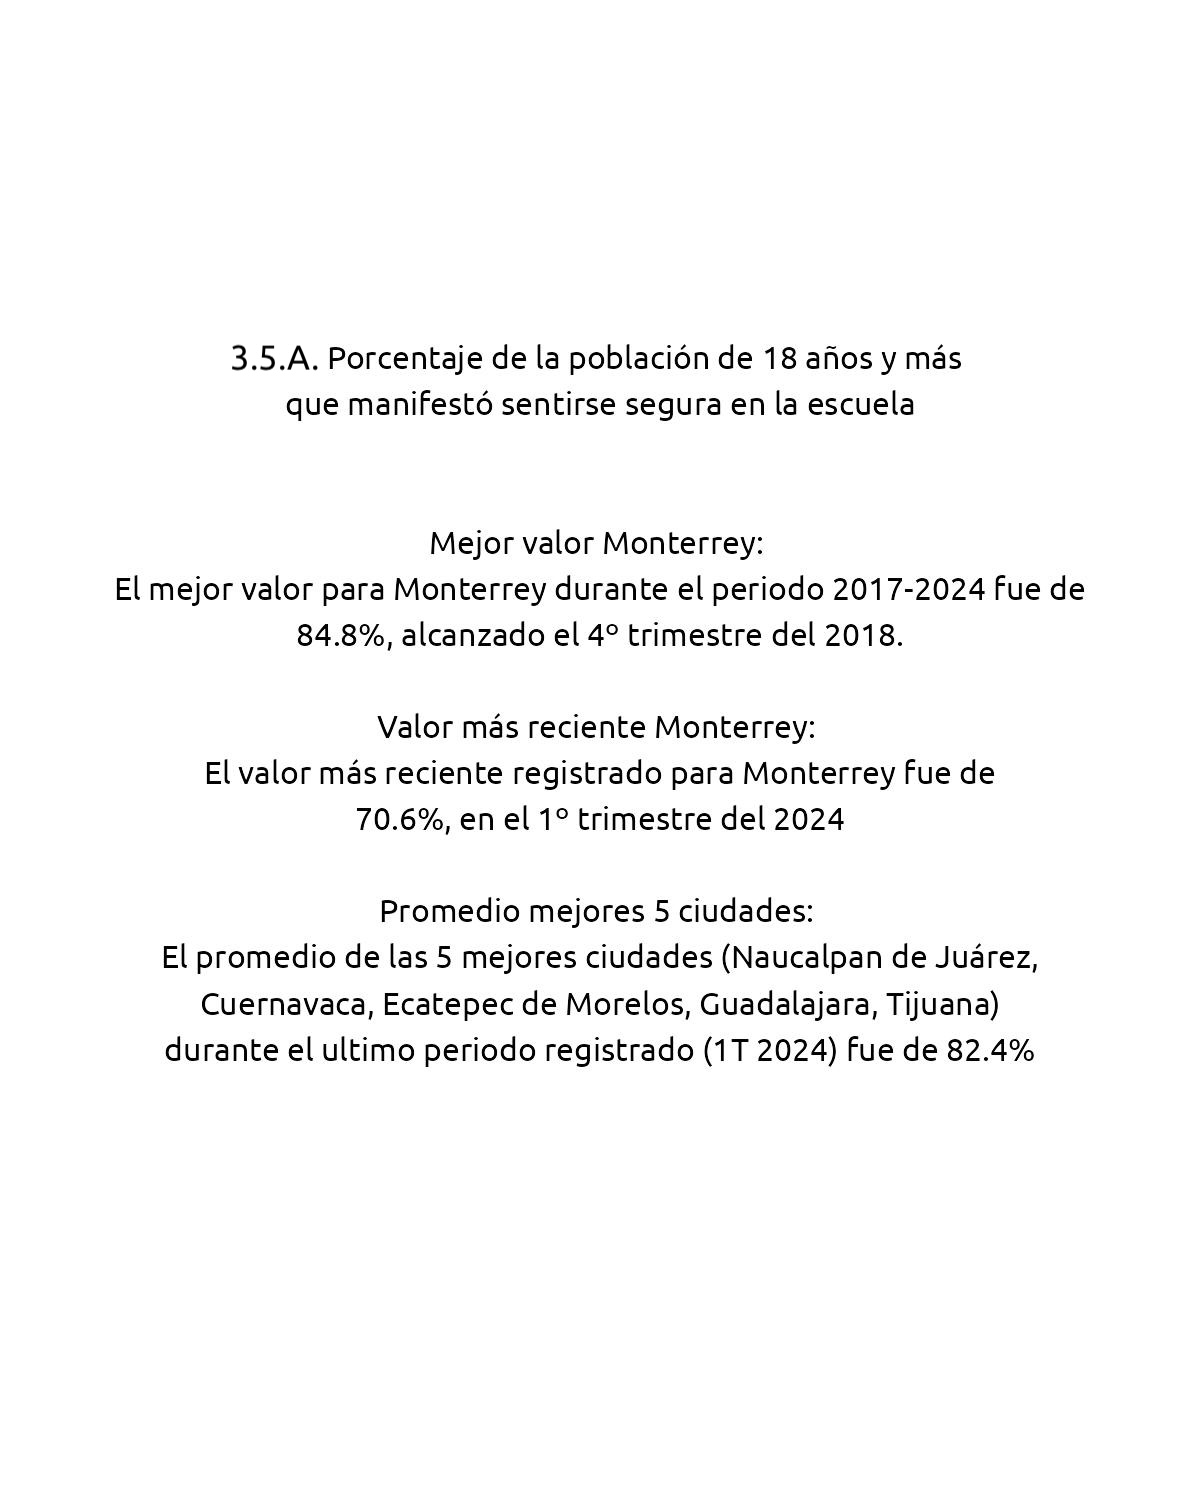 3.5.A. Porcentaje de la población de 18 años y más
que manifestó sentirse segura en la escuela
Mejor valor Monterrey:
El mejor valor para Monterrey durante el periodo 2017-2024 fue de
84.8%, alcanzado el 4º trimestre del 2018.
Valor más reciente Monterrey:
El valor más reciente registrado para Monterrey fue de
70.6%, en el 1º trimestre del 2024
Promedio mejores 5 ciudades:
El promedio de las 5 mejores ciudades (Naucalpan de Juárez,
Cuernavaca, Ecatepec de Morelos, Guadalajara, Tijuana)
durante el ultimo periodo registrado (1T 2024) fue de 82.4%